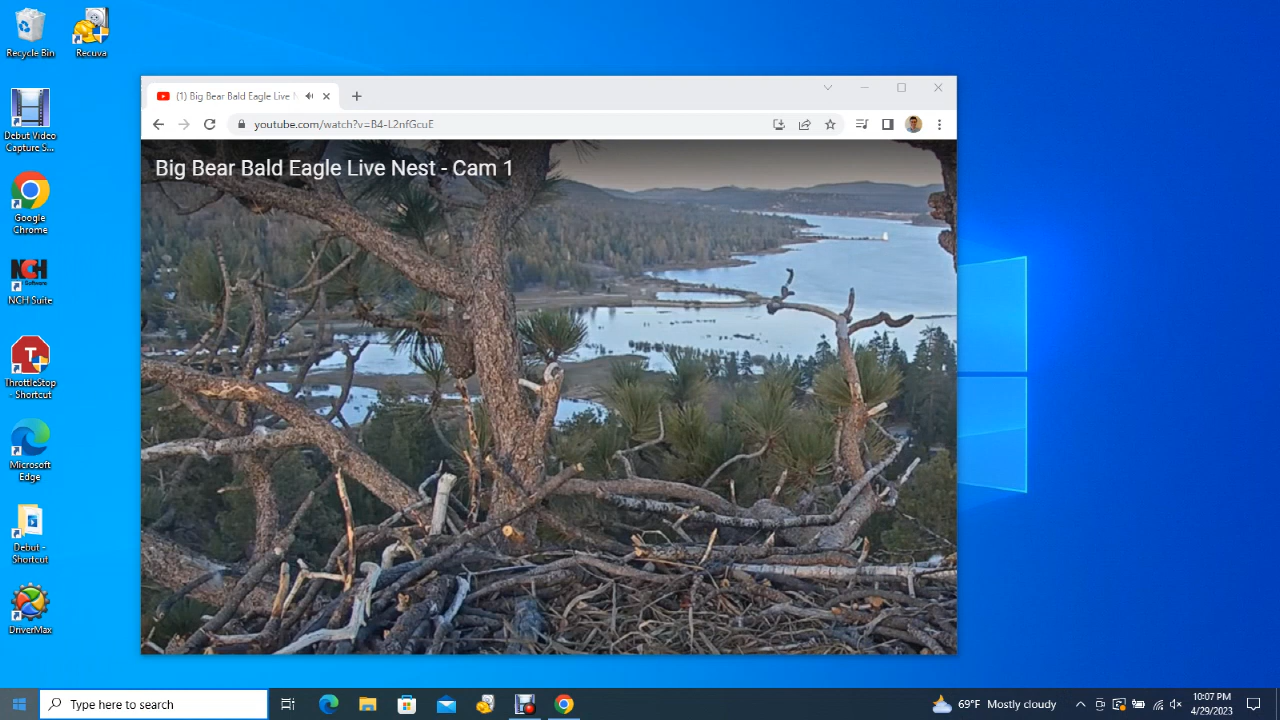 Recycle Bin
Recuva
Debut Video
Capture S...
Google
Chrome
NCH
Software
NCH Suite
T
ThrottleStop
- Shortcut
Microsoft
Edge
Debut -
Shortcut
DriverMax
(1) Big Bear Bald Eagle Live N
youtube.com/watch?v=B4-L2nfGcuE
Big Bear Bald Eagle Live Nest - Cam 1
Type here to search
69°F Mostly cloudy
10:07 PM
4/29/2023